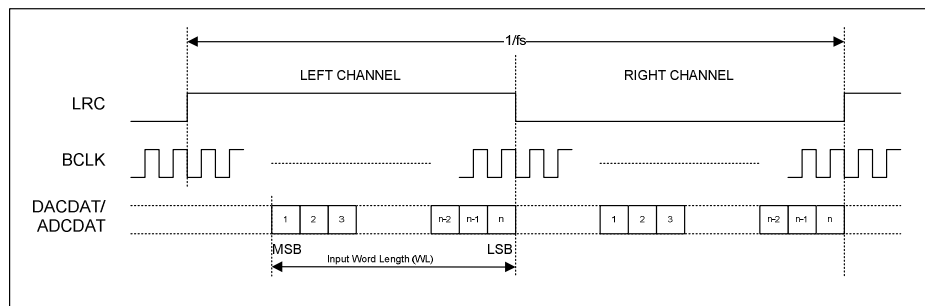 1/fs
LEFT CHANNEL RIGHT CHANNEL
LRC
BCLK
DACDAT/
ADCDAT
1 2 3 n-2 n-1 n 1 2 3 n-2 n-1 n
MSB LSB
Input Word Length (WL)